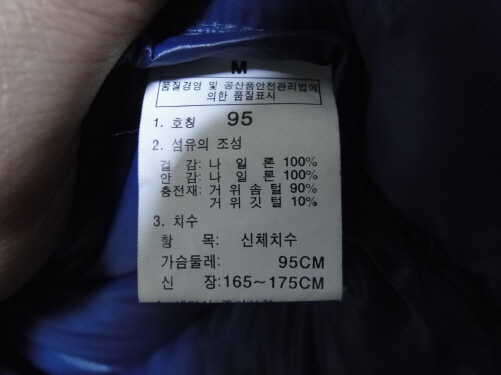 M
품질경영 및 공산품안전관리법에
의한 품질표시
1. 호칭 95
2. 섬유의 조성
겉 감: 나 일 론 100%
안 감: 나 일 론 100%
충전재: 거 위 솜 털 90%
거 위 깃 털 10%
3. 치수
항 목: 신체치수
가슴둘레: 95CM
신 장: 165~175CM